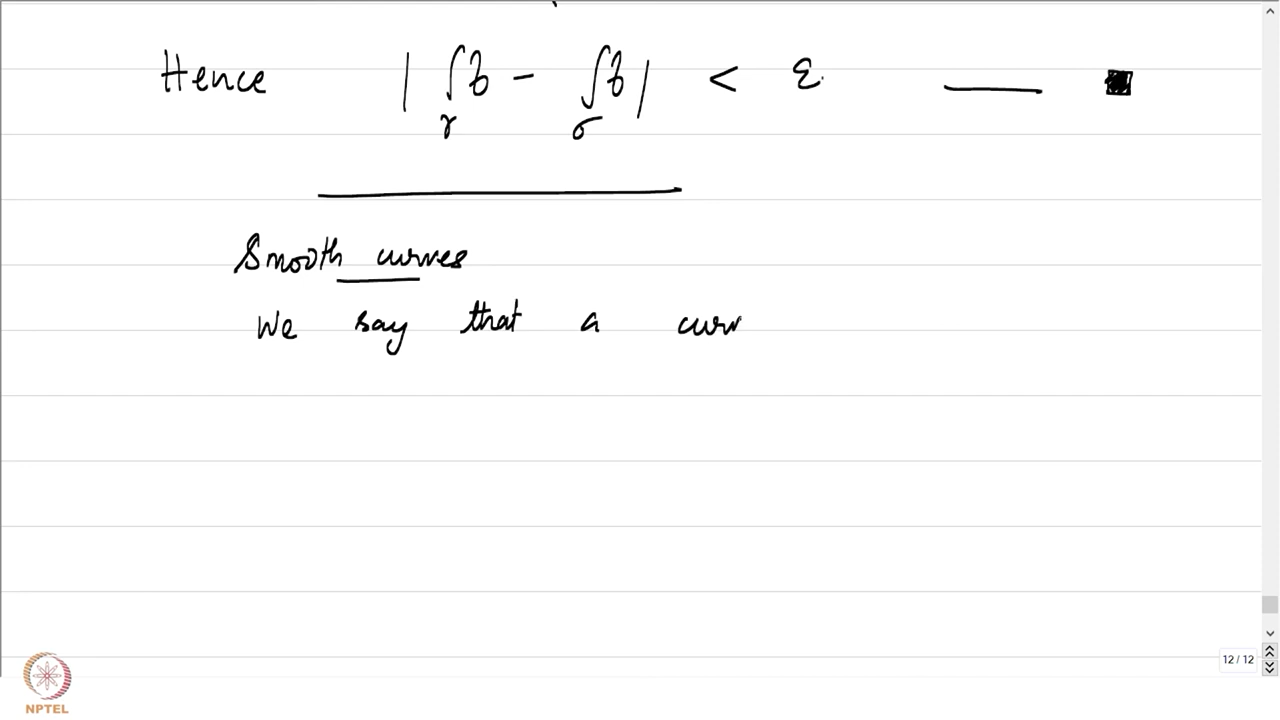 Hence | ∫_γ f - ∫_σ f | < ε. —— ■
Smooth curves
We say that a curv
12 / 12
NPTEL